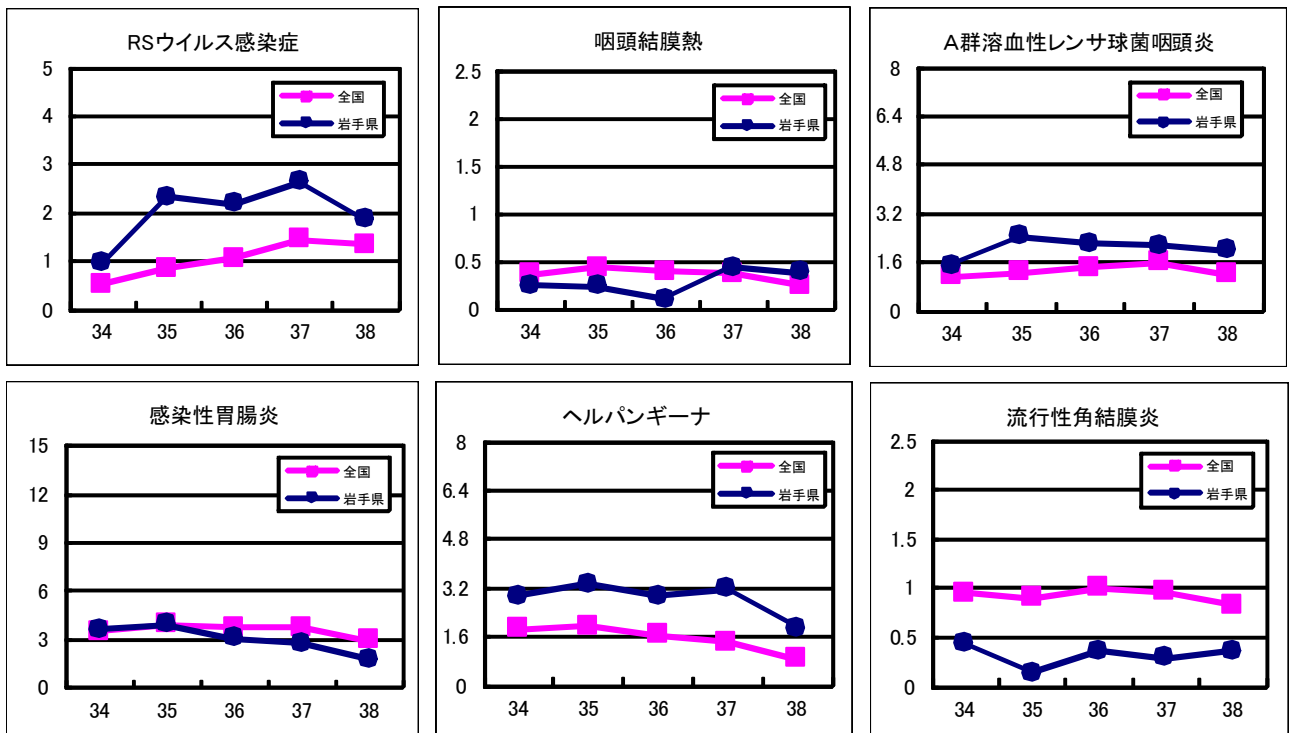 RSウイルス感染症
5
4
3
2
1
0
34 35 36 37 38
全国
岩手県
咽頭結膜熱
2.5
2
1.5
1
0.5
0
34 35 36 37 38
全国
岩手県
A群溶血性レンサ球菌咽頭炎
8
6.4
4.8
3.2
1.6
0
34 35 36 37 38
全国
岩手県
感染性胃腸炎
15
12
9
6
3
0
34 35 36 37 38
全国
岩手県
ヘルパンギーナ
8
6.4
4.8
3.2
1.6
0
34 35 36 37 38
全国
岩手県
流行性角結膜炎
2.5
2
1.5
1
0.5
0
34 35 36 37 38
全国
岩手県